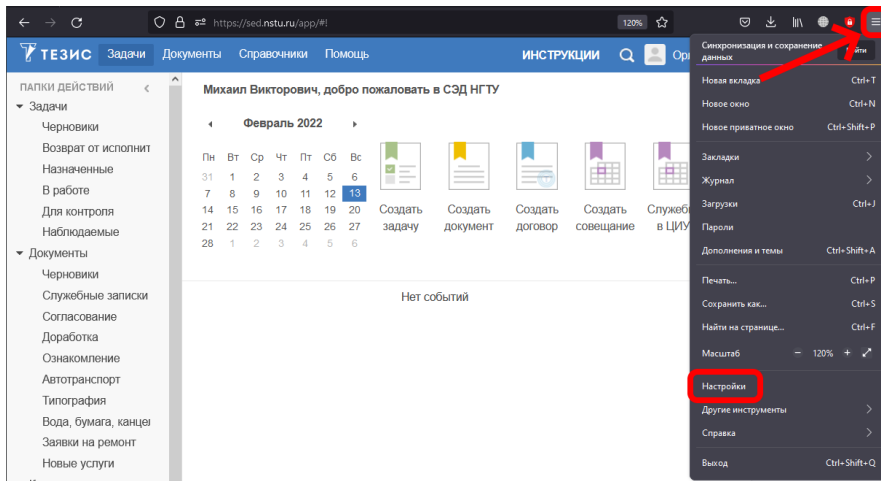 https://sed.nstu.ru/app/#!
120%
ТЕЗИС
Задачи
Документы
Справочники
Помощь
ИНСТРУКЦИИ
ПАПКИ ДЕЙСТВИЙ
Задачи
Черновики
Возврат от исполнит
Назначенные
В работе
Для контроля
Наблюдаемые
Документы
Черновики
Служебные записки
Согласование
Доработка
Ознакомление
Автотранспорт
Типография
Вода, бумага, канцел
Заявки на ремонт
Новые услуги
Михаил Викторович, добро пожаловать в СЭД НГТУ
Февраль 2022
Пн Вт Ср Чт Пт Сб Вс
31 1 2 3 4 5 6
7 8 9 10 11 12 13
14 15 16 17 18 19 20
21 22 23 24 25 26 27
28 1 2 3 4 5 6
Создать задачу
Создать документ
Создать договор
Создать совещание
Служеб
в ЦИУ
Нет событий
Синхронизация и сохранение данных
Новая вкладка Ctrl+T
Новое окно Ctrl+N
Новое приватное окно Ctrl+Shift+P
Закладки
Журнал
Загрузки Ctrl+J
Пароли
Дополнения и темы Ctrl+Shift+A
Печать... Ctrl+P
Сохранить как... Ctrl+S
Найти на странице... Ctrl+F
Масштаб − 120% +
Настройки
Другие инструменты
Справка
Выход Ctrl+Shift+Q